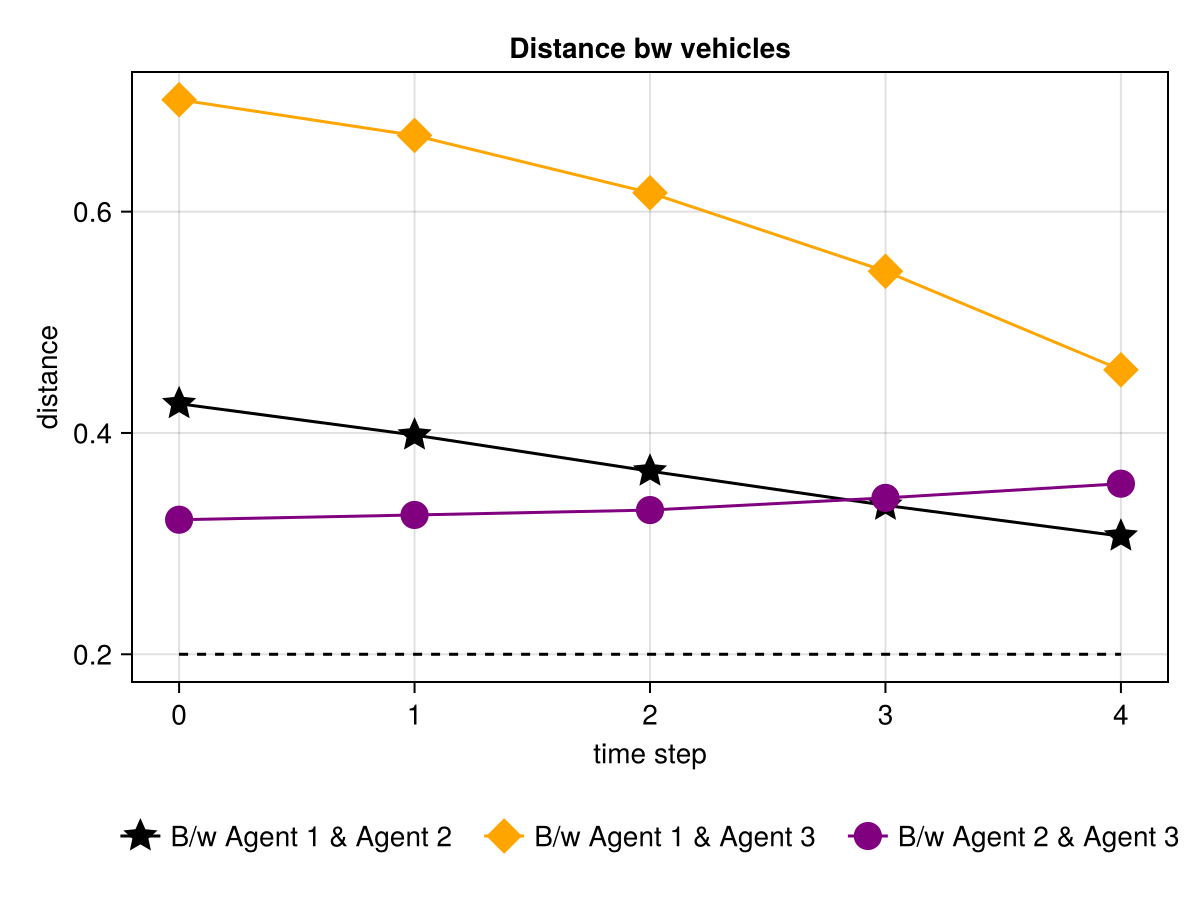 Distance bw vehicles
distance
0.6
0.4
0.2
0 1 2 3 4
time step
B/w Agent 1 & Agent 2 B/w Agent 1 & Agent 3 B/w Agent 2 & Agent 3